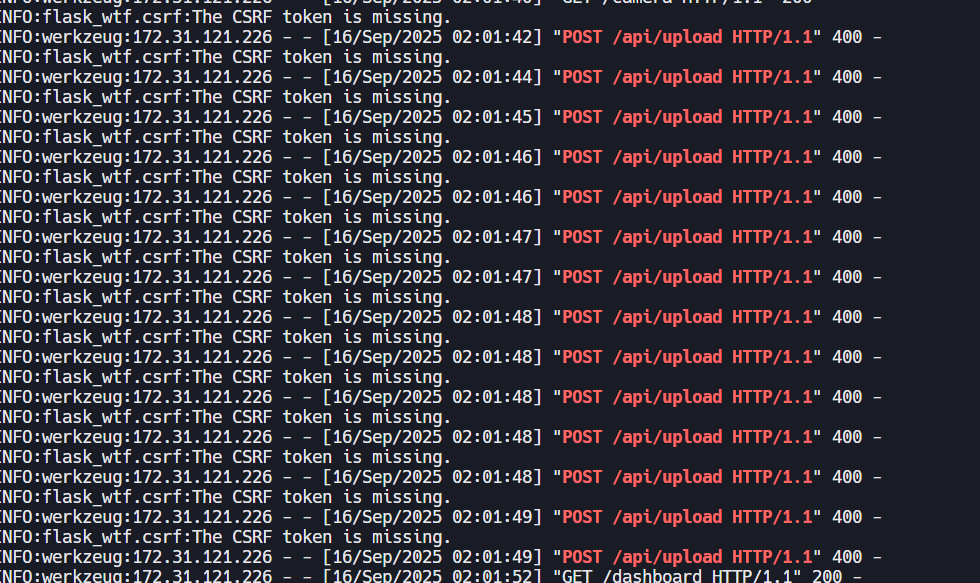 INFO:werkzeug:172.31.121.226 - - [16/Sep/2025 02:01:40] "GET /camera HTTP/1.1" 200 -
NFO:flask_wtf.csrf:The CSRF token is missing.
NFO:werkzeug:172.31.121.226 - - [16/Sep/2025 02:01:42] "POST /api/upload HTTP/1.1" 400 -
NFO:flask_wtf.csrf:The CSRF token is missing.
NFO:werkzeug:172.31.121.226 - - [16/Sep/2025 02:01:44] "POST /api/upload HTTP/1.1" 400 -
NFO:flask_wtf.csrf:The CSRF token is missing.
NFO:werkzeug:172.31.121.226 - - [16/Sep/2025 02:01:45] "POST /api/upload HTTP/1.1" 400 -
NFO:flask_wtf.csrf:The CSRF token is missing.
NFO:werkzeug:172.31.121.226 - - [16/Sep/2025 02:01:46] "POST /api/upload HTTP/1.1" 400 -
NFO:flask_wtf.csrf:The CSRF token is missing.
NFO:werkzeug:172.31.121.226 - - [16/Sep/2025 02:01:46] "POST /api/upload HTTP/1.1" 400 -
NFO:flask_wtf.csrf:The CSRF token is missing.
NFO:werkzeug:172.31.121.226 - - [16/Sep/2025 02:01:47] "POST /api/upload HTTP/1.1" 400 -
NFO:flask_wtf.csrf:The CSRF token is missing.
NFO:werkzeug:172.31.121.226 - - [16/Sep/2025 02:01:47] "POST /api/upload HTTP/1.1" 400 -
NFO:flask_wtf.csrf:The CSRF token is missing.
NFO:werkzeug:172.31.121.226 - - [16/Sep/2025 02:01:48] "POST /api/upload HTTP/1.1" 400 -
NFO:flask_wtf.csrf:The CSRF token is missing.
NFO:werkzeug:172.31.121.226 - - [16/Sep/2025 02:01:48] "POST /api/upload HTTP/1.1" 400 -
NFO:flask_wtf.csrf:The CSRF token is missing.
NFO:werkzeug:172.31.121.226 - - [16/Sep/2025 02:01:48] "POST /api/upload HTTP/1.1" 400 -
NFO:flask_wtf.csrf:The CSRF token is missing.
NFO:werkzeug:172.31.121.226 - - [16/Sep/2025 02:01:48] "POST /api/upload HTTP/1.1" 400 -
NFO:flask_wtf.csrf:The CSRF token is missing.
NFO:werkzeug:172.31.121.226 - - [16/Sep/2025 02:01:48] "POST /api/upload HTTP/1.1" 400 -
NFO:flask_wtf.csrf:The CSRF token is missing.
NFO:werkzeug:172.31.121.226 - - [16/Sep/2025 02:01:49] "POST /api/upload HTTP/1.1" 400 -
NFO:flask_wtf.csrf:The CSRF token is missing.
NFO:werkzeug:172.31.121.226 - - [16/Sep/2025 02:01:49] "POST /api/upload HTTP/1.1" 400 -
NFO:werkzeug:172.31.121.226 - - [16/Sep/2025 02:01:52] "GET /dashboard HTTP/1.1" 200 -